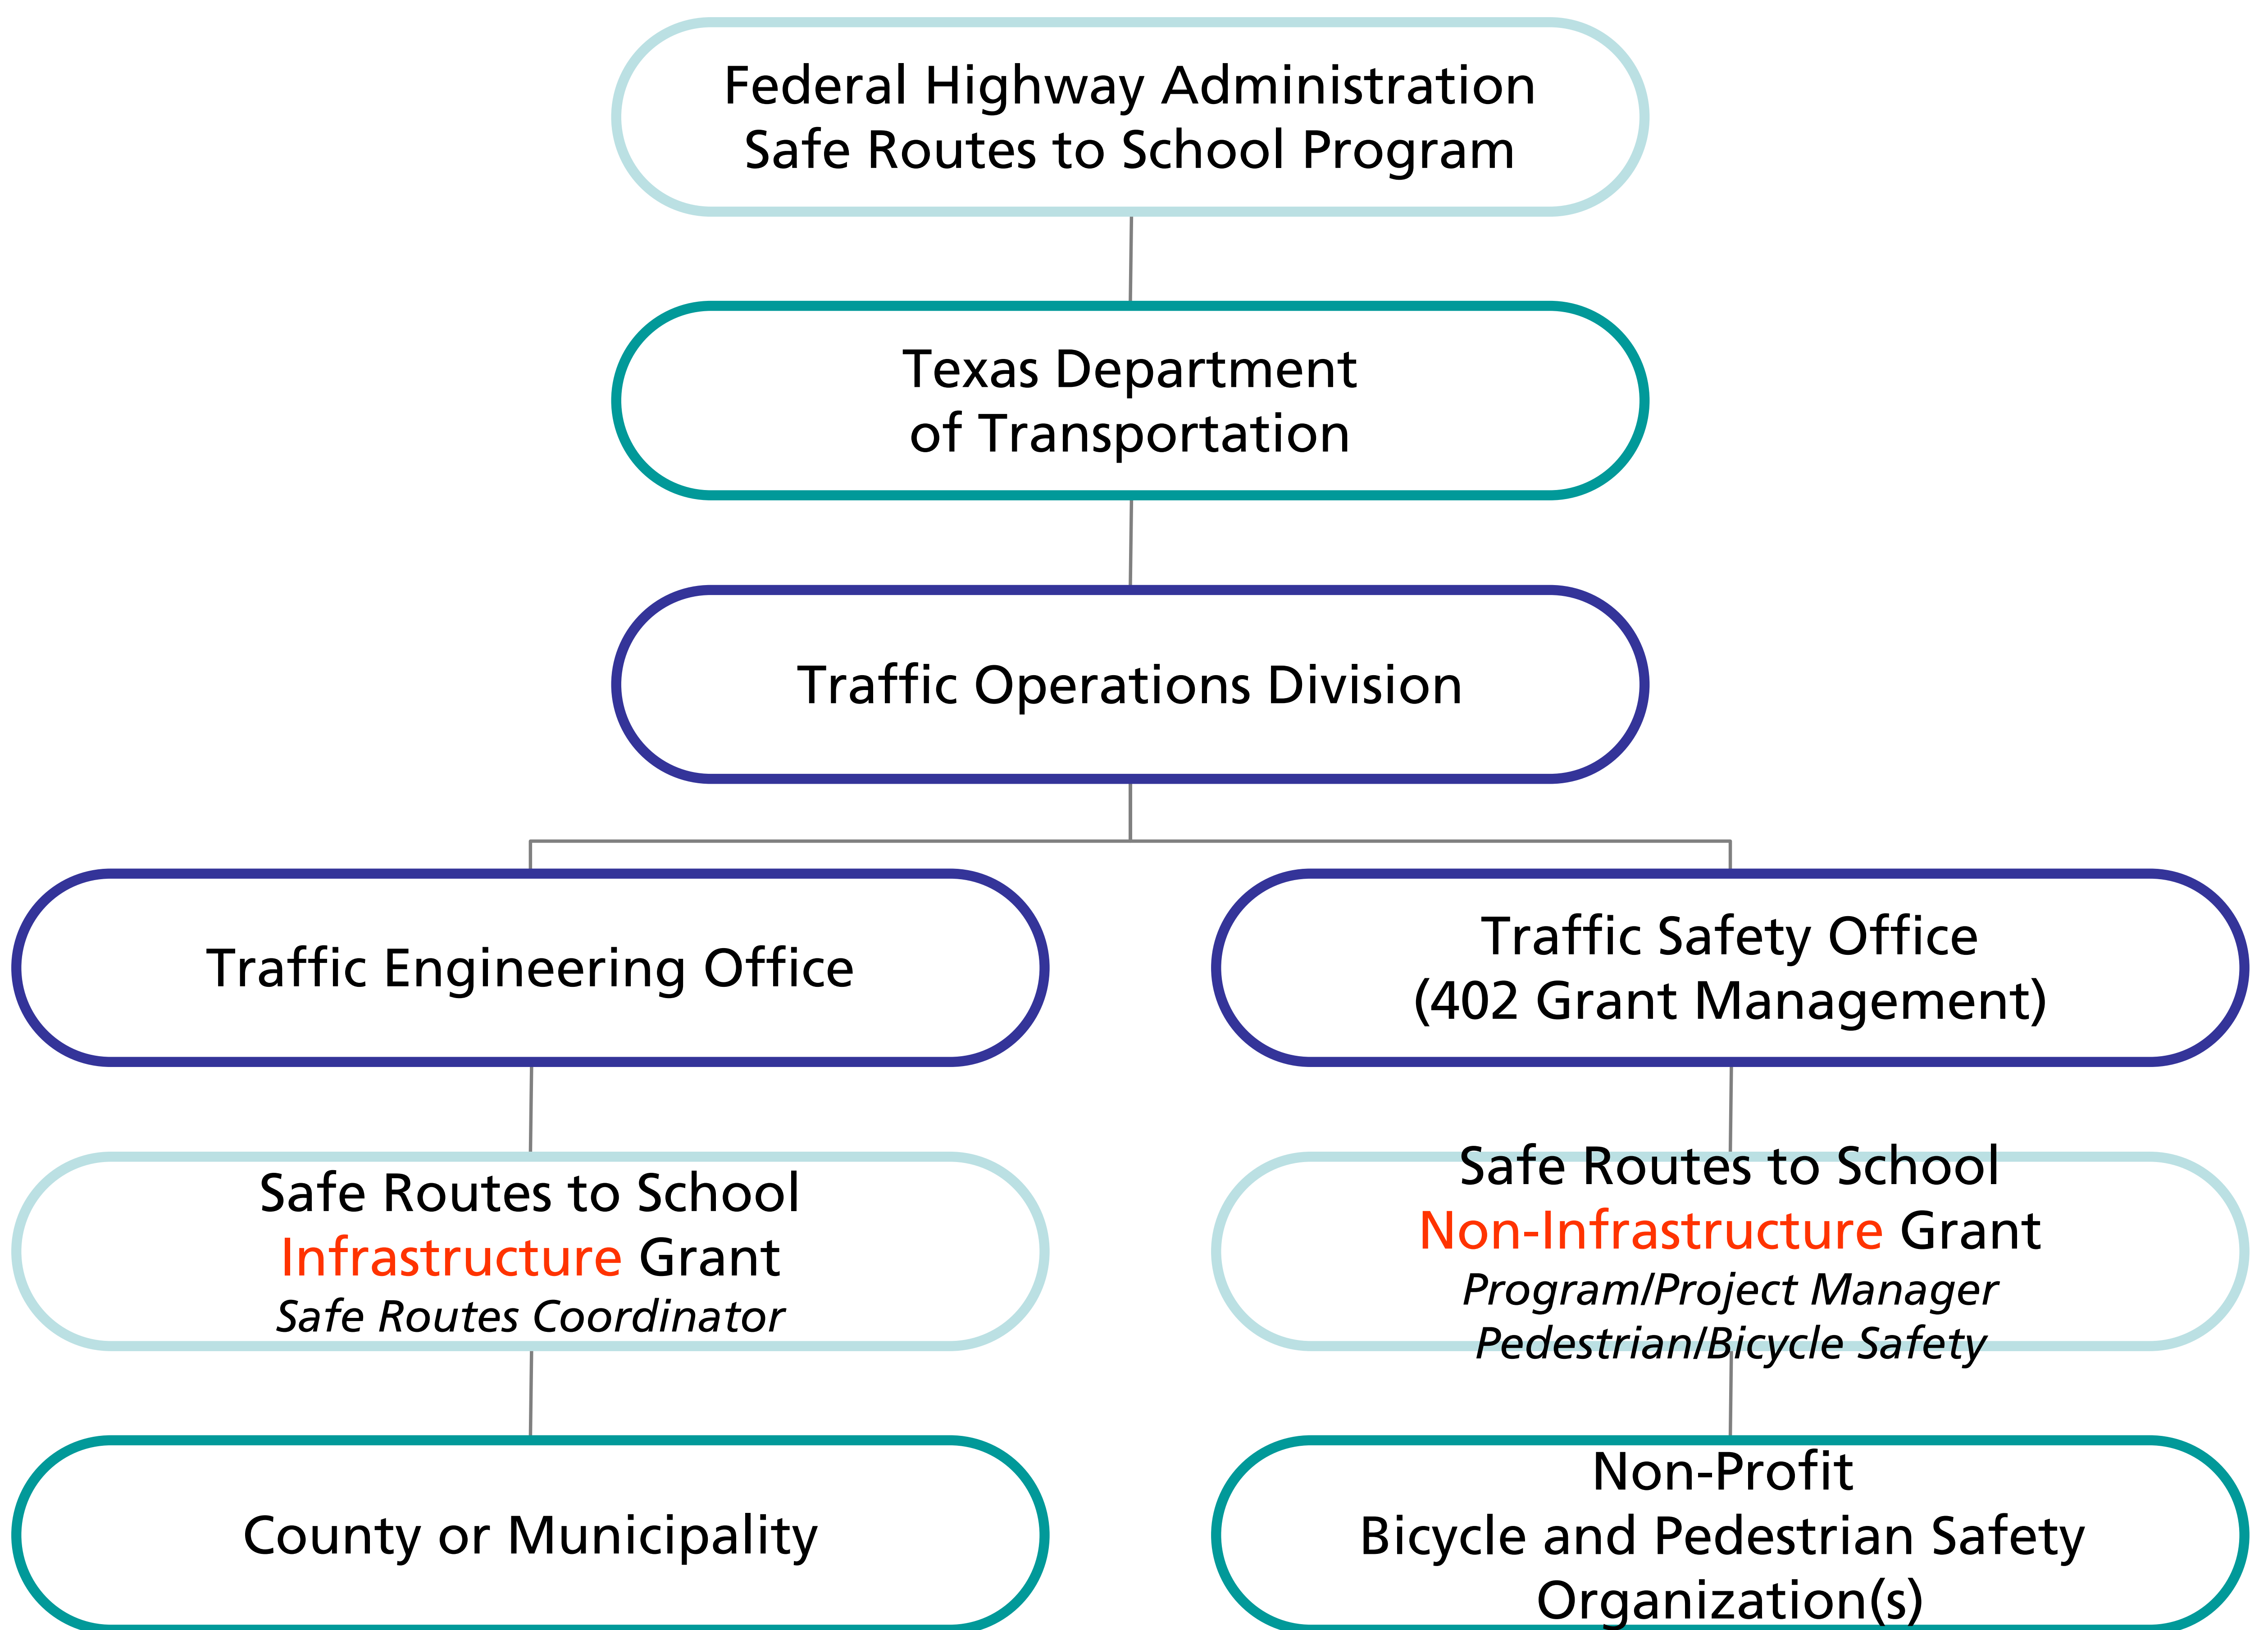 Federal Highway Administration
Safe Routes to School Program
Texas Department
of Transportation
Traffic Operations Division
Traffic Engineering Office
Traffic Safety Office
(402 Grant Management)
Safe Routes to School
Infrastructure Grant
Safe Routes Coordinator
Safe Routes to School
Non-Infrastructure Grant
Program/Project Manager
Pedestrian/Bicycle Safety
County or Municipality
Non-Profit
Bicycle and Pedestrian Safety
Organization(s)